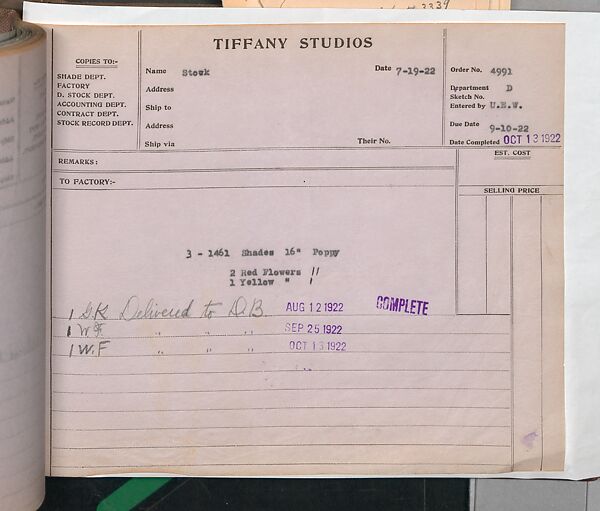 3339
TIFFANY STUDIOS
COPIES TO:-
SHADE DEPT.
FACTORY
D. STOCK DEPT.
ACCOUNTING DEPT.
CONTRACT DEPT.
STOCK RECORD DEPT.
Name Stock
Date 7-19-22
Address
Ship to
Address
Ship via
Their No.
Order No. 4991
Department D
Sketch No.
Entered by U.E.W.
Due Date 9-10-22
Date Completed OCT 13 1922
REMARKS:
EST. COST
TO FACTORY:-
SELLING PRICE
3 - 1461 Shades 16" Poppy
2 Red Flowers //
1 Yellow " /
1 G.K. Delivered to D.B. AUG 12 1922 COMPLETE
1 W.F. " " " SEP 25 1922
1 W.F " " " OCT 13 1922